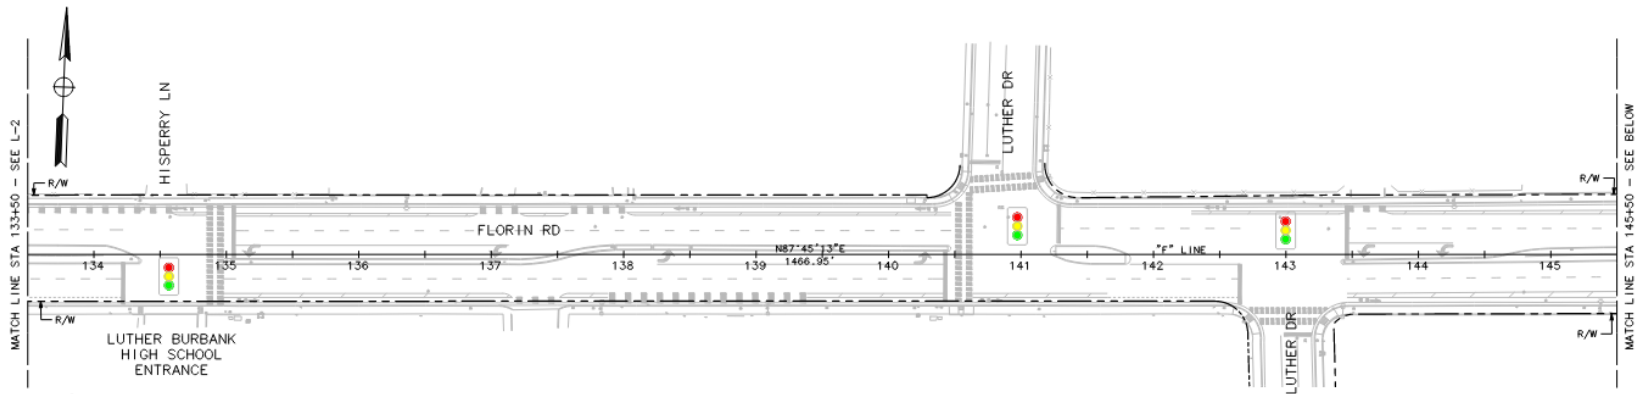 MATCH LINE STA 133+50 - SEE L-2
R/W
R/W
HISPERRY LN
LUTHER BURBANK
HIGH SCHOOL
ENTRANCE
FLORIN RD
N87°45'13"E
1466.95'
LUTHER DR
"F" LINE
134
135
136
137
138
139
140
141
142
143
144
145
LUTHER DR
R/W
R/W
MATCH LINE STA 145+50 - SEE BELOW